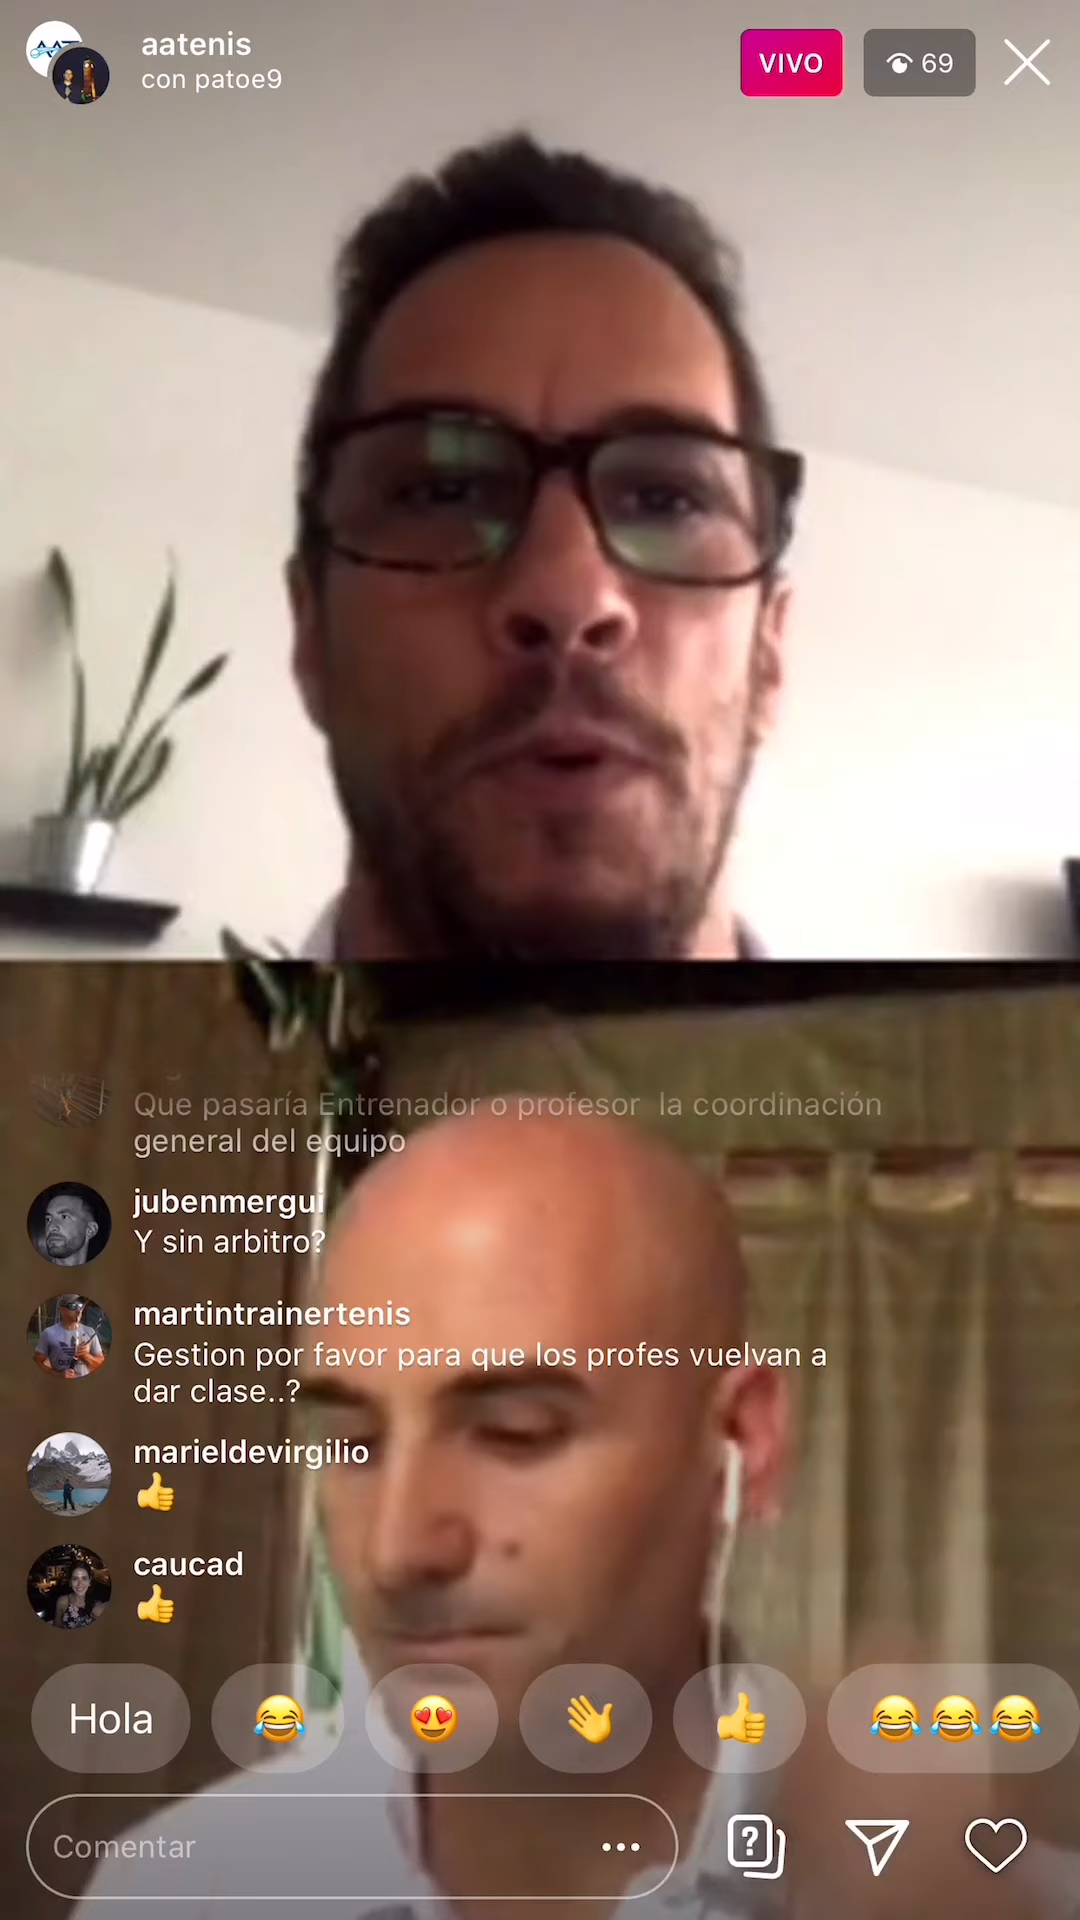 aatenis
con patoe9
VIVO
69
Que pasaría Entrenador o profesor la coordinación
general del equipo
jubenmergui
Y sin arbitro?
martintrainertenis
Gestion por favor para que los profes vuelvan a
dar clase..?
marieldevirgilio
👍
caucad
👍
Hola 😂 😍 👋 👍 😂😂😂
Comentar